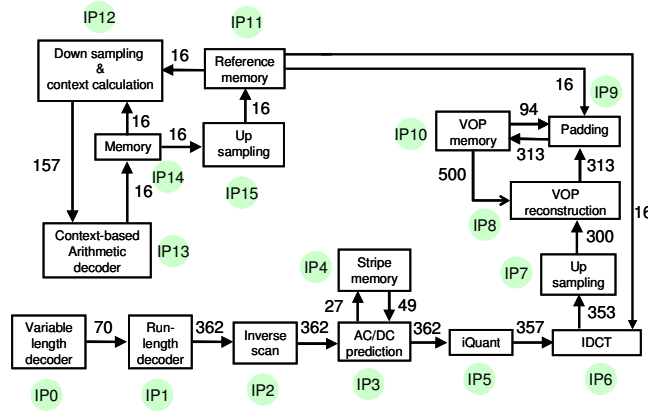 IP12
IP11
Down sampling
&
context calculation
16
Reference
memory
16
IP9
16
16
16
IP10
VOP
memory
94
Padding
Memory
Up
sampling
313
157
IP14
500
313
16
IP15
VOP
reconstruction
16
Context-based
Arithmetic
decoder
IP13
IP8
IP4
Stripe
memory
IP7
300
Up
sampling
27
49
353
Variable
length
decoder
70
Run-
length
decoder
362
Inverse
scan
362
AC/DC
prediction
362
iQuant
357
IDCT
IP0
IP1
IP2
IP3
IP5
IP6